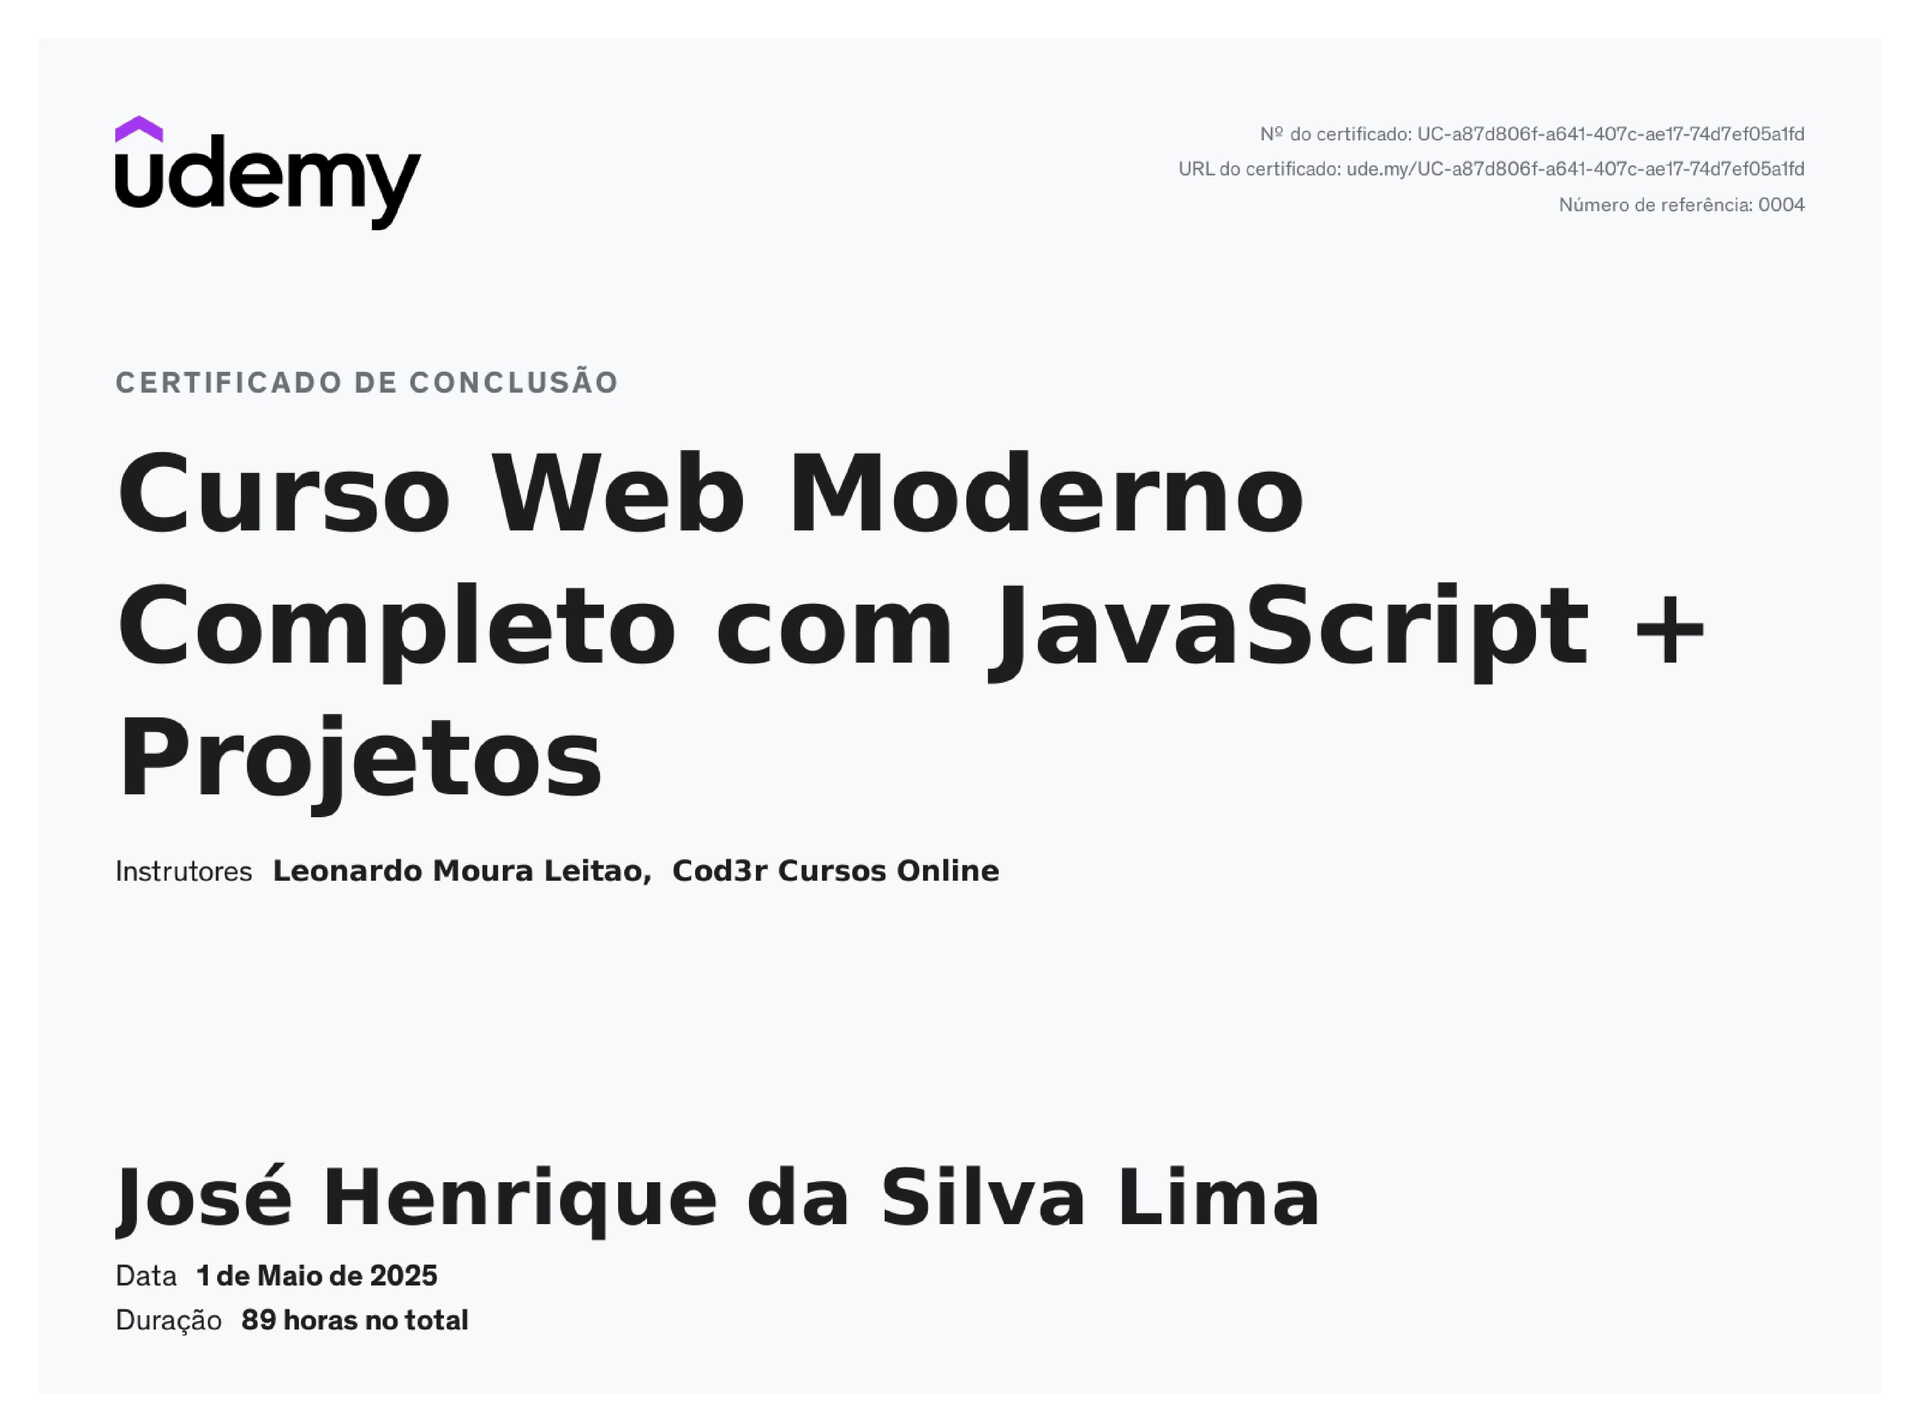 udemy
Nº do certificado: UC-a87d806f-a641-407c-ae17-74d7ef05a1fd
URL do certificado: ude.my/UC-a87d806f-a641-407c-ae17-74d7ef05a1fd
Número de referência: 0004
CERTIFICADO DE CONCLUSÃO
Curso Web Moderno
Completo com JavaScript +
Projetos
Instrutores Leonardo Moura Leitao, Cod3r Cursos Online
José Henrique da Silva Lima
Data 1 de Maio de 2025
Duração 89 horas no total